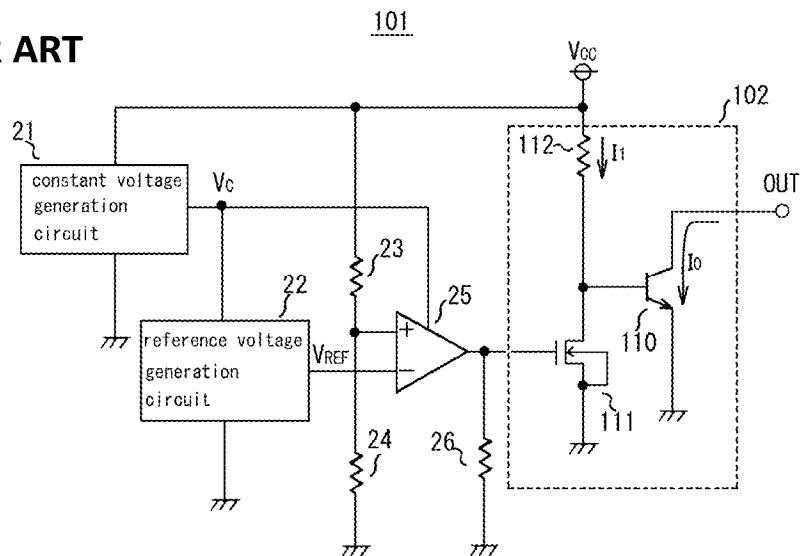 101
ART
VCC
102
21
112
I1
constant voltage
generation
circuit
VC
OUT
23
I0
22
25
reference voltage
generation
circuit
VREF
+
−
110
111
24
26